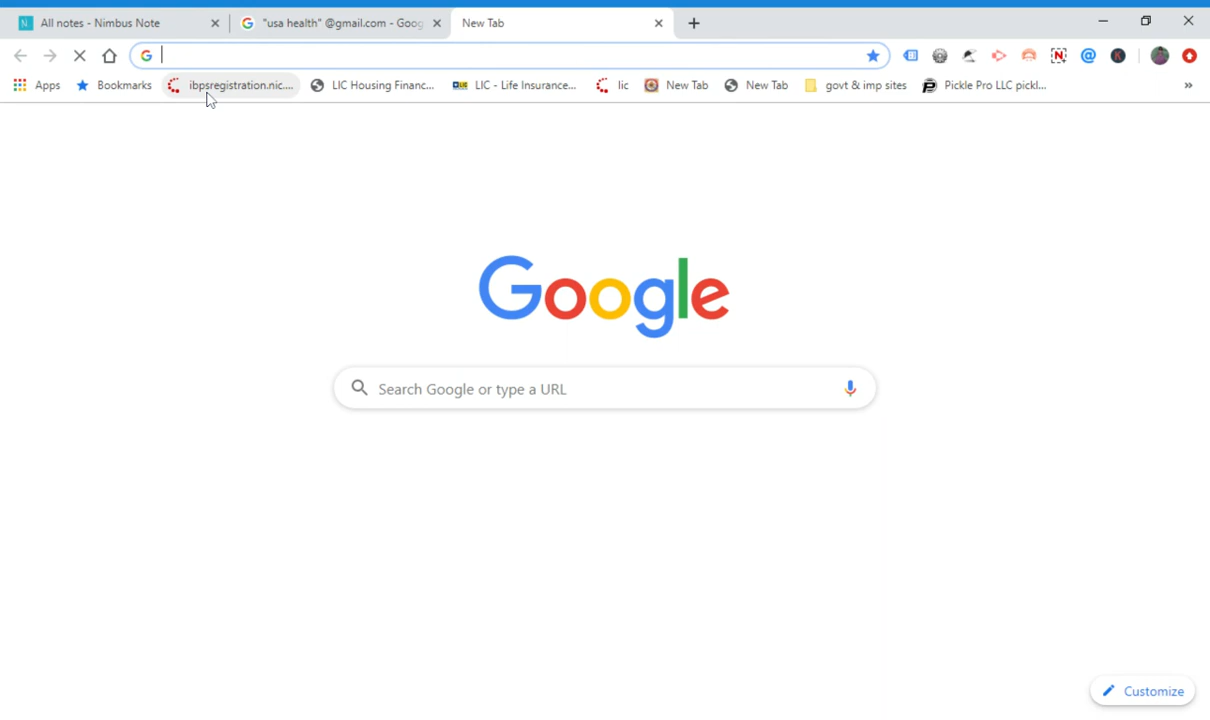 All notes - Nimbus Note
"usa health" @gmail.com - Goog
New Tab
Apps
Bookmarks
ibpsregistration.nic....
LIC Housing Financ...
LIC - Life Insurance...
lic
New Tab
New Tab
govt & imp sites
Pickle Pro LLC pickl...
Google
Search Google or type a URL
Customize